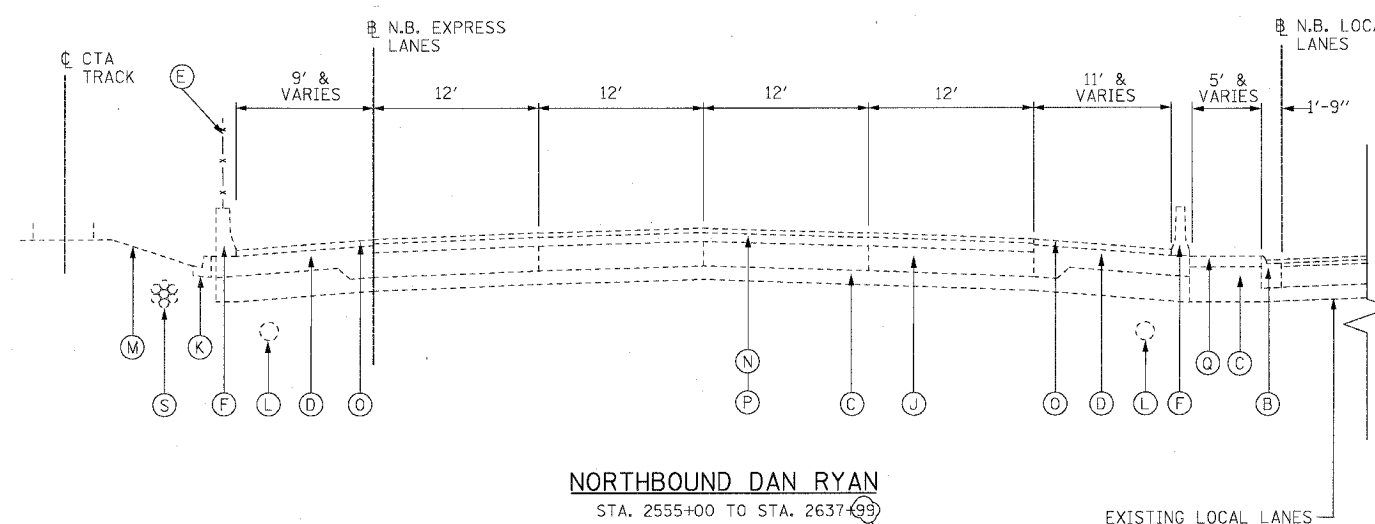 ℄ CTA
TRACK
E
9' &
VARIES
B N.B. EXPRESS
LANES
12'
12'
12'
12'
11' &
VARIES
5' &
VARIES
B N.B.
LANES
1'-9"
M
S
K
F
L
D
O
N
P
C
J
O
D
L
F
Q
C
B
NORTHBOUND DAN RYAN
STA. 2555+00 TO STA. 2637+99
EXISTING LOCAL LANES